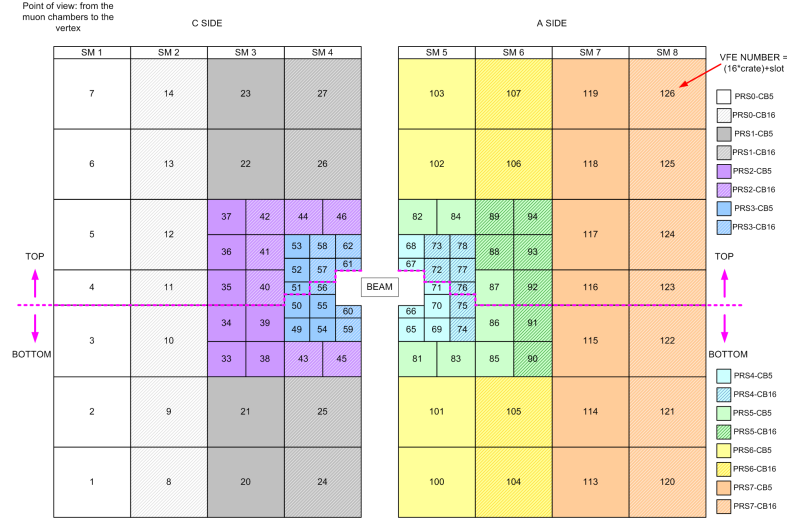 Point of view: from the
muon chambers to the
vertex
C SIDE
A SIDE
SM 1 SM 2 SM 3 SM 4 SM 5 SM 6 SM 7 SM 8
VFE NUMBER =
(16*crate)+slot
7 14 23 27 103 107 119 126
PRS0-CB5
PRS0-CB16
PRS1-CB5
PRS1-CB16
PRS2-CB5
PRS2-CB16
PRS3-CB5
PRS3-CB16
6 13 22 26 102 106 118 125
37 42 44 46 82 84 89 94
5 12 117 124
53 58 62 68 73 78
36 41 88 93
61 67
52 57 72 77
TOP TOP
4 11 35 40 51 56 BEAM 71 76 87 92 116 123
50 55 60 66 70 75
34 39 86 91
49 54 59 65 69 74
3 10 115 122
BOTTOM BOTTOM
33 38 43 45 81 83 85 90
PRS4-CB5
PRS4-CB16
PRS5-CB5
PRS5-CB16
PRS6-CB5
PRS6-CB16
PRS7-CB5
PRS7-CB16
2 9 21 25 101 105 114 121
1 8 20 24 100 104 113 120